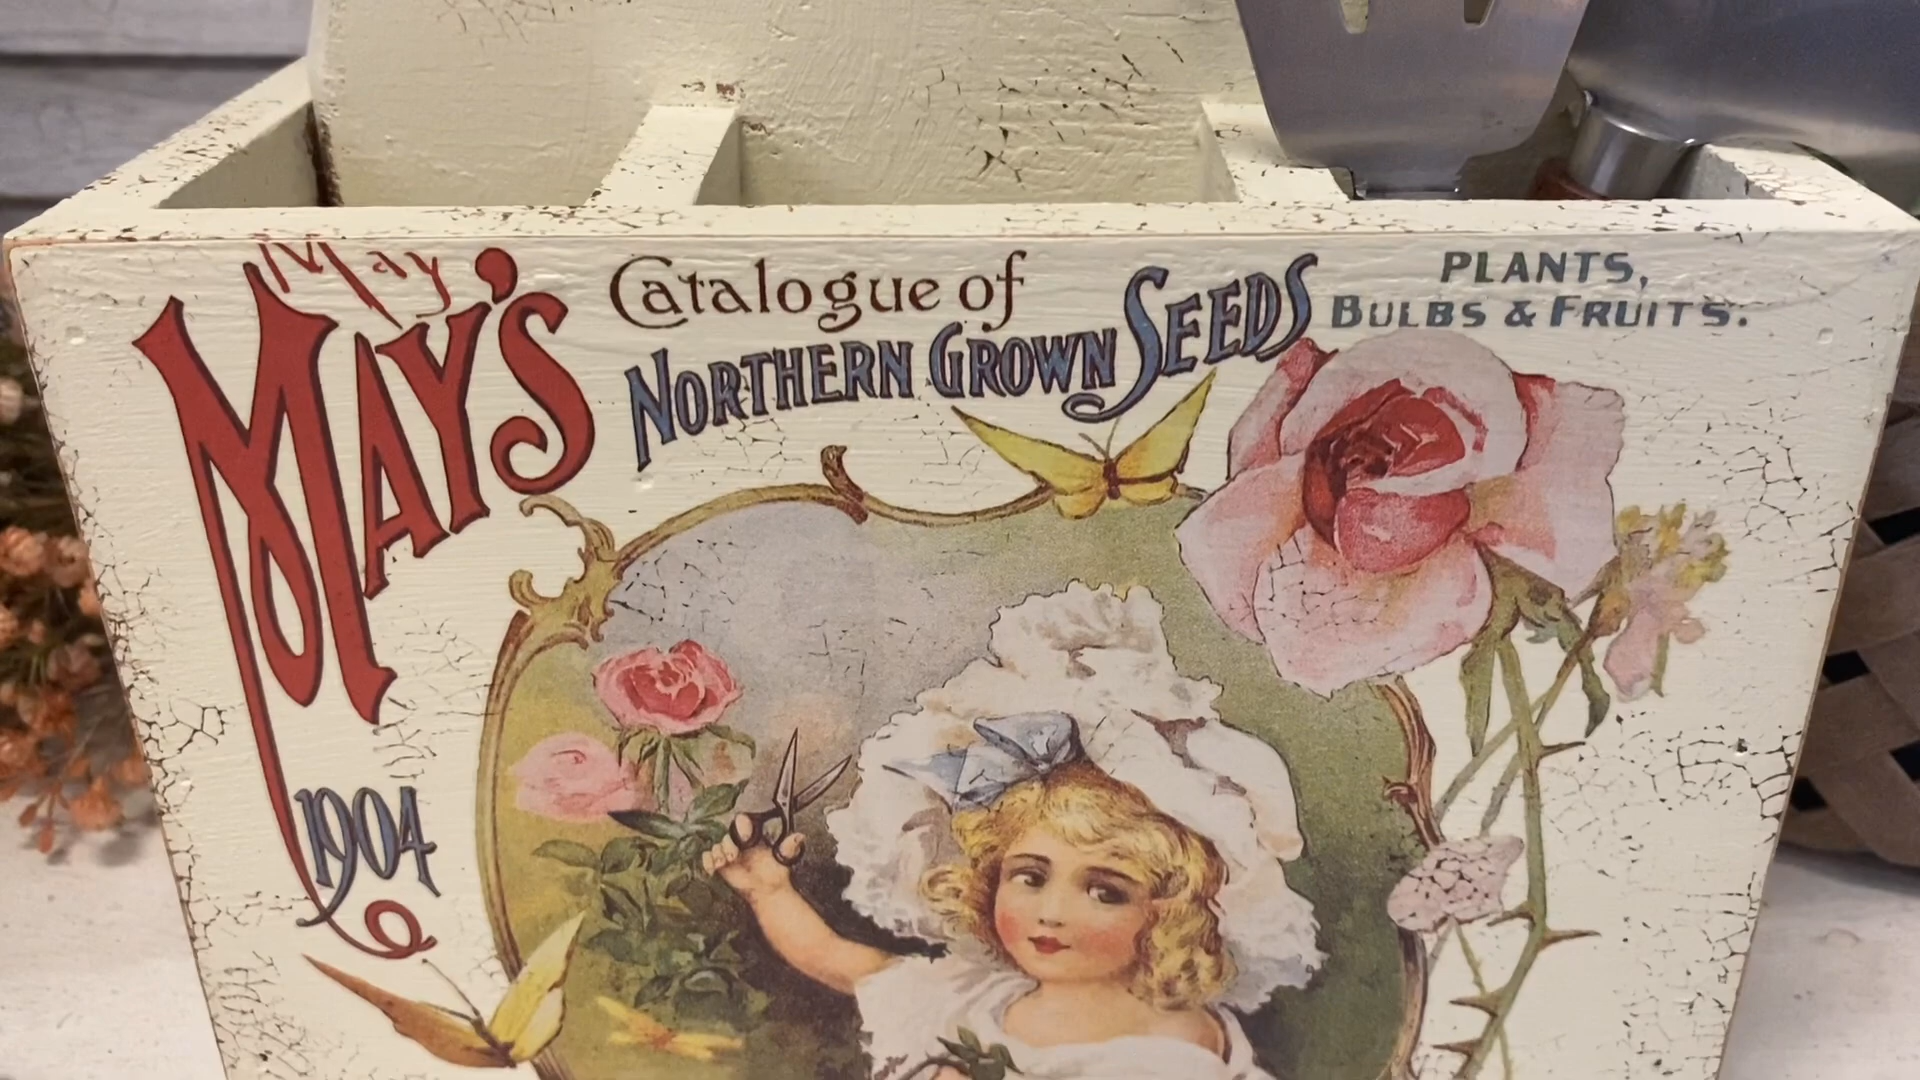 May
MAY'S
Catalogue of
NORTHERN GROWN SEEDS
PLANTS,
BULBS & FRUITS.
1904